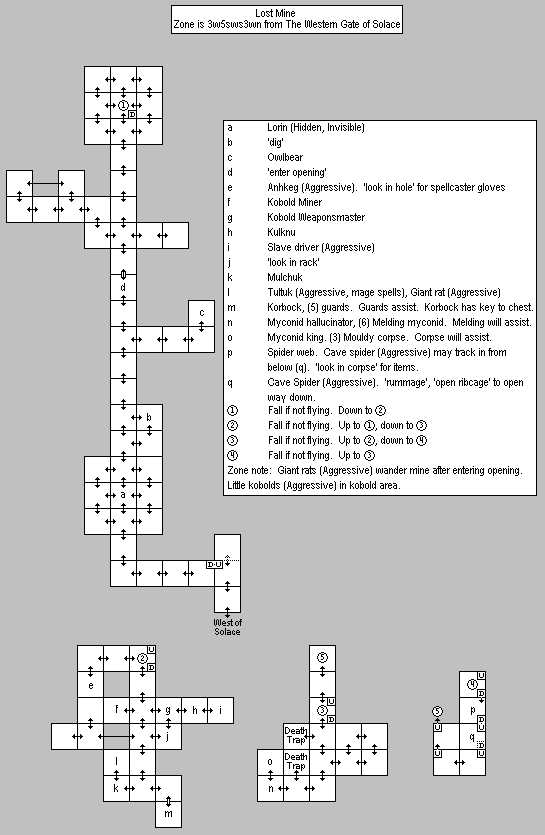 Lost Mine
Zone is 3w5sws3wn from The Western Gate of Solace
1
D
a Lorin (Hidden, Invisible)
b 'dig'
c Owlbear
d 'enter opening'
e Anhkeg (Aggressive). 'look in hole' for spellcaster gloves
f Kobold Miner
g Kobold Weaponsmaster
h Kulknu
i Slave driver (Aggressive)
j 'look in rack'
k Mulchuk
l Tuttuk (Aggressive, mage spells), Giant rat (Aggressive)
m Korbock, (5) guards. Guards assist. Korbock has key to chest.
n Myconid hallucinator, (6) Melding myconid. Melding will assist.
o Myconid king. (3) Mouldy corpse. Corpse will assist.
p Spider web. Cave spider (Aggressive) may track in from
below (q). 'look in corpse' for items.
q Cave Spider (Aggressive). 'rummage', 'open ribcage' to open
way down.
1 Fall if not flying. Down to 2
2 Fall if not flying. Up to 1, down to 3
3 Fall if not flying. Up to 2, down to 4
4 Fall if not flying. Up to 3
Zone note: Giant rats (Aggressive) wander mine after entering opening.
Little kobolds (Aggressive) in kobold area.
d
c
b
a
D-U
West of
Solace
U
2
D
e
f g h i
j
l
k
m
5
U
3
D
Death
Trap
o Death
Trap
n
U
4
D
5 p
U D
q
D
U U